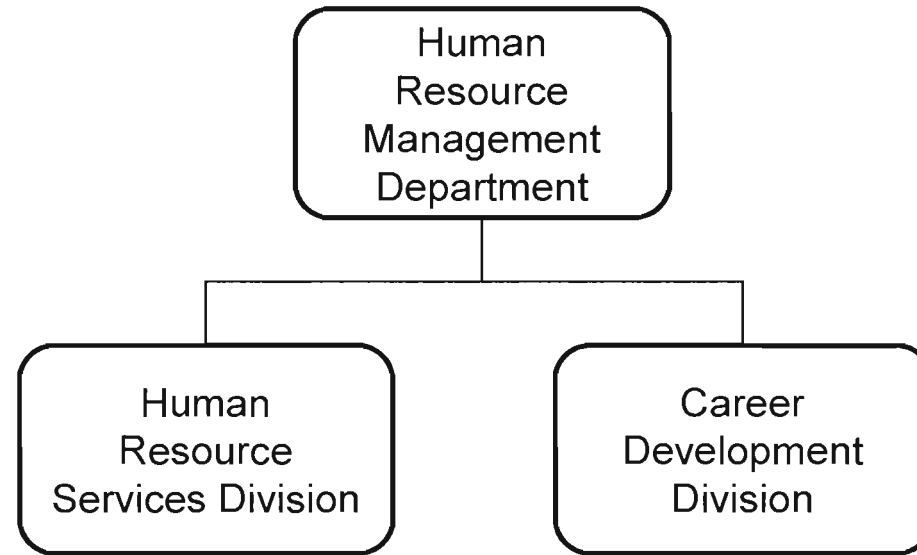 Human
Resource
Management
Department
Human
Resource
Services Division
Career
Development
Division